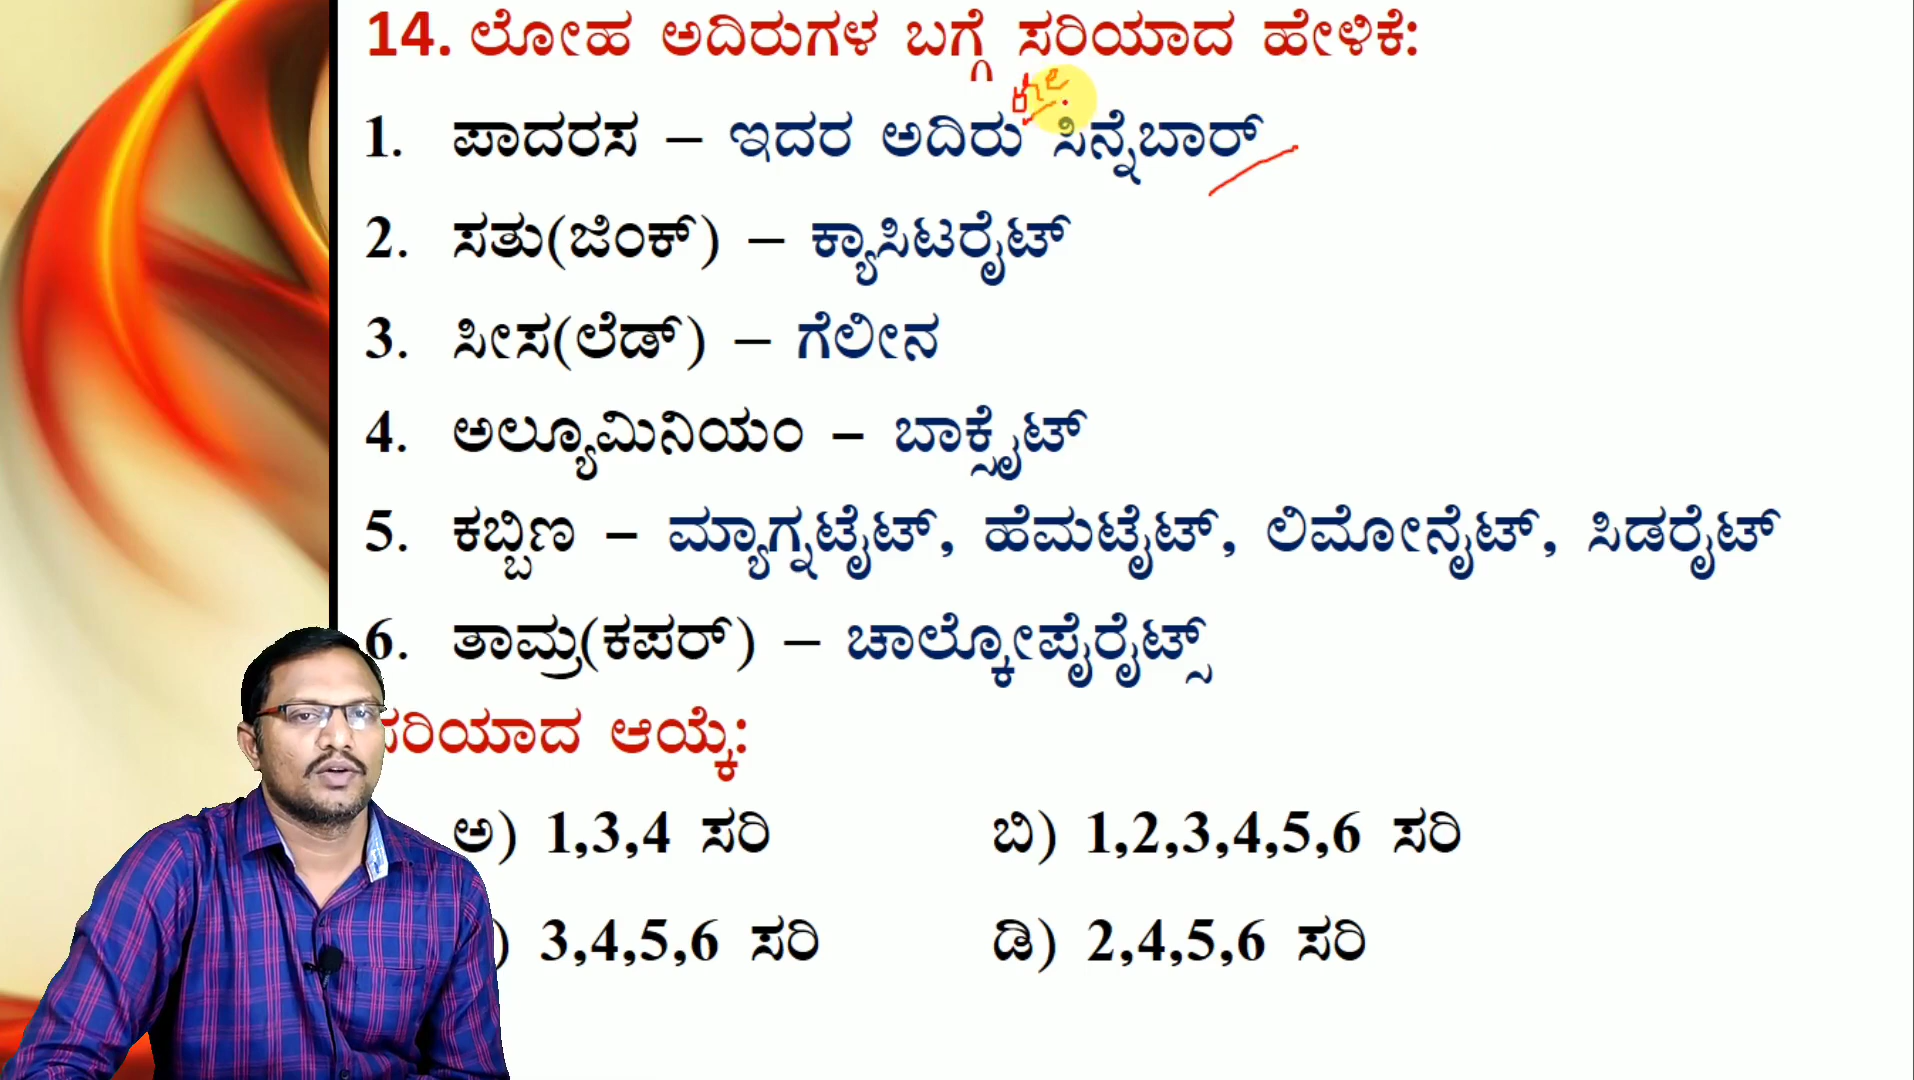 14. ಲೋಹ ಅದಿರುಗಳ ಬಗ್ಗೆ ಸರಿಯಾದ ಹೇಳಿಕೆ:
1. ಪಾದರಸ – ಇದರ ಅದಿರು ಸಿನ್ನೆಬಾರ್
2. ಸತು(ಜಿಂಕ್) – ಕ್ಯಾಸಿಟರೈಟ್
3. ಸೀಸ(ಲೆಡ್) – ಗೆಲೀನ
4. ಅಲ್ಯೂಮಿನಿಯಂ – ಬಾಕ್ಸೈಟ್
5. ಕಬ್ಬಿಣ – ಮ್ಯಾಗ್ನಟೈಟ್, ಹೆಮಟೈಟ್, ಲಿಮೋನೈಟ್, ಸಿಡರೈಟ್
6. ತಾಮ್ರ(ಕಪರ್) – ಚಾಲ್ಕೋಪೈರೈಟ್ಸ್
ಸರಿಯಾದ ಆಯ್ಕೆ:
ಅ) 1,3,4 ಸರಿ ಬಿ) 1,2,3,4,5,6 ಸರಿ
) 3,4,5,6 ಸರಿ ಡಿ) 2,4,5,6 ಸರಿ